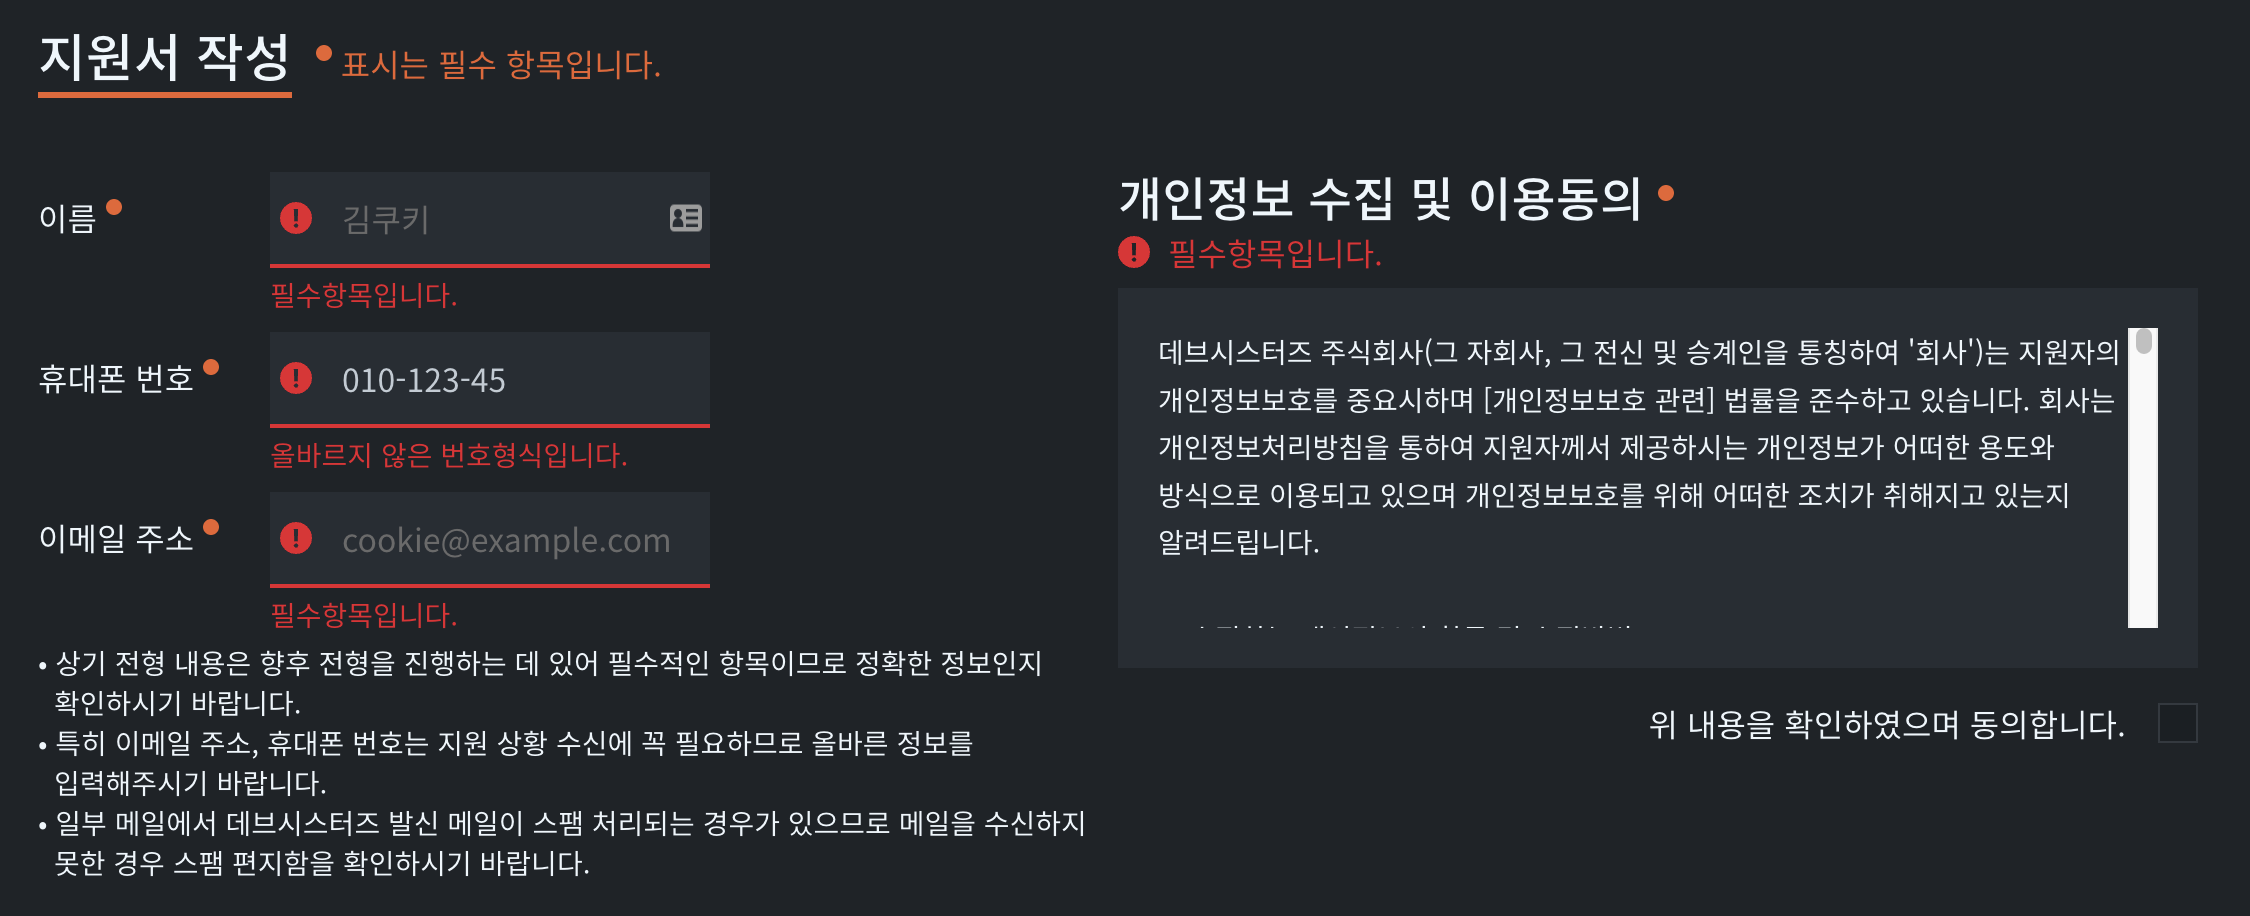 지원서 작성 ● 표시는 필수 항목입니다.
이름 ●
김쿠키
필수항목입니다.
휴대폰 번호 ●
010-123-45
올바르지 않은 번호형식입니다.
이메일 주소 ●
cookie@example.com
필수항목입니다.
• 상기 전형 내용은 향후 전형을 진행하는 데 있어 필수적인 항목이므로 정확한 정보인지
확인하시기 바랍니다.
• 특히 이메일 주소, 휴대폰 번호는 지원 상황 수신에 꼭 필요하므로 올바른 정보를
입력해주시기 바랍니다.
• 일부 메일에서 데브시스터즈 발신 메일이 스팸 처리되는 경우가 있으므로 메일을 수신하지
못한 경우 스팸 편지함을 확인하시기 바랍니다.
개인정보 수집 및 이용동의 ●
필수항목입니다.
데브시스터즈 주식회사(그 자회사, 그 전신 및 승계인을 통칭하여 '회사')는 지원자의
개인정보보호를 중요시하며 [개인정보보호 관련] 법률을 준수하고 있습니다. 회사는
개인정보처리방침을 통하여 지원자께서 제공하시는 개인정보가 어떠한 용도와
방식으로 이용되고 있으며 개인정보보호를 위해 어떠한 조치가 취해지고 있는지
알려드립니다.
위 내용을 확인하였으며 동의합니다.